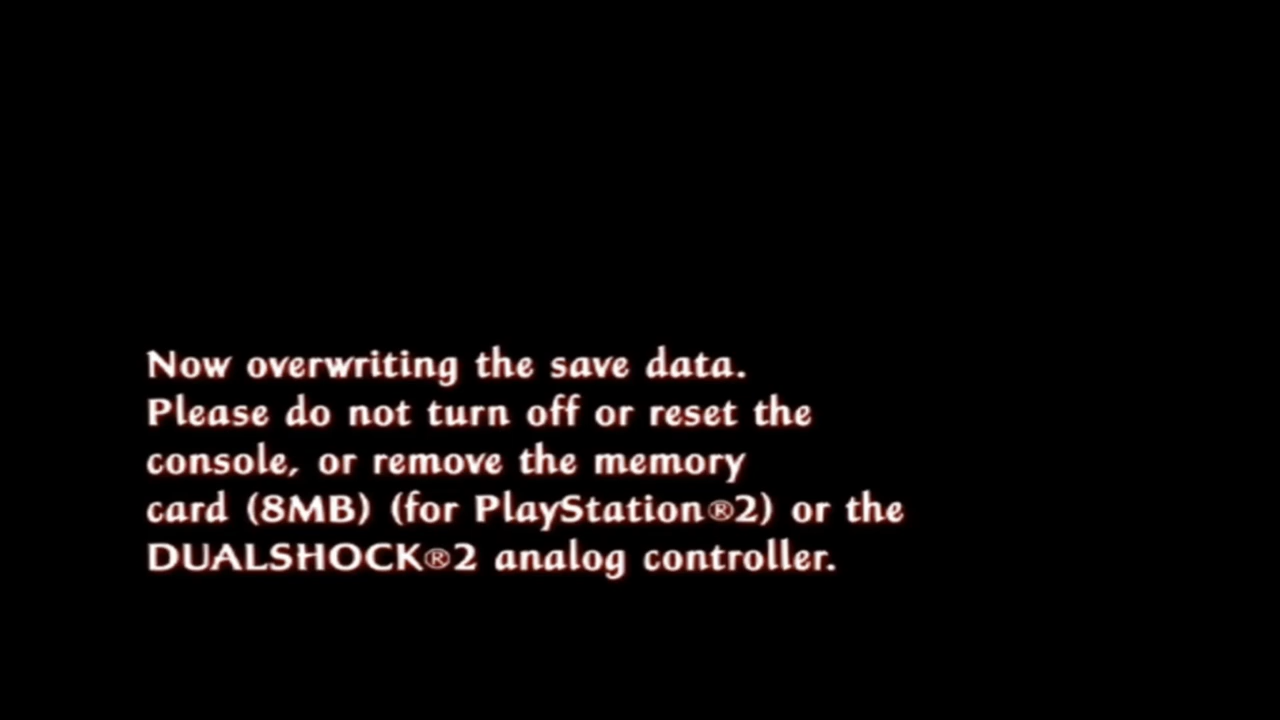 Now overwriting the save data.
Please do not turn off or reset the
console, or remove the memory
card (8MB) (for PlayStation®2) or the
DUALSHOCK®2 analog controller.